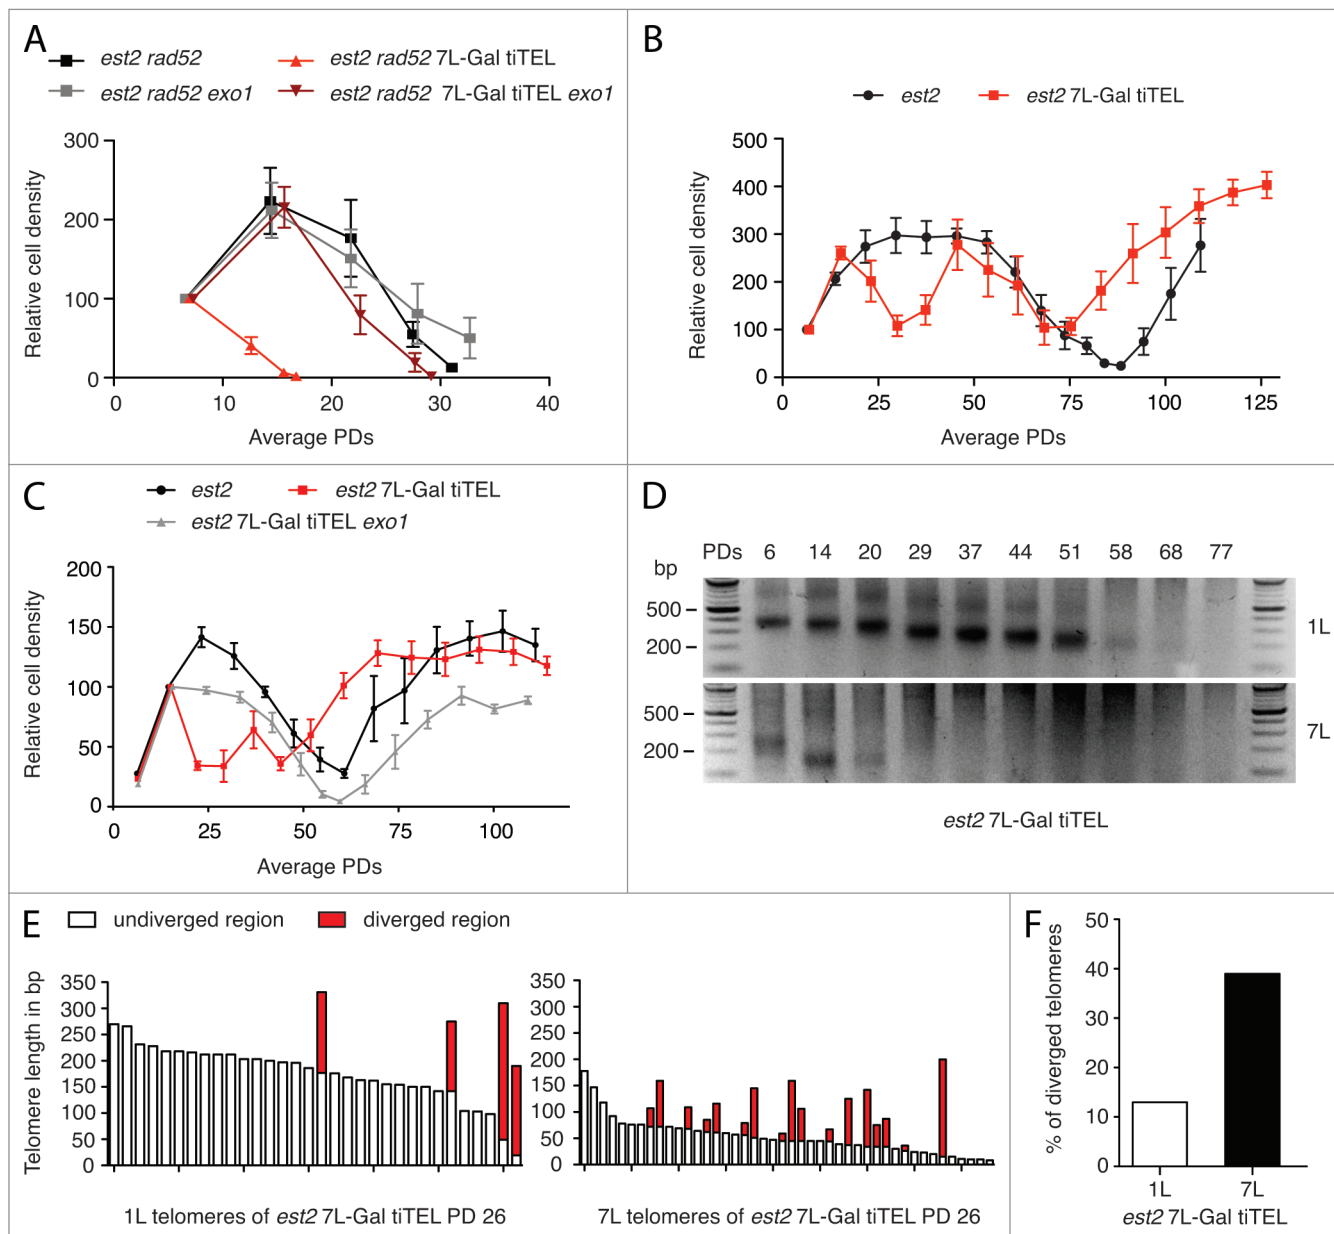 A
est2 rad52
est2 rad52 7L-Gal tiTEL
est2 rad52 exo1
est2 rad52 7L-Gal tiTEL exo1
300
200
100
0
Relative cell density
0 10 20 30 40
Average PDs
B
est2
est2 7L-Gal tiTEL
500
400
300
200
100
0
Relative cell density
0 25 50 75 100 125
Average PDs
C
est2
est2 7L-Gal tiTEL
est2 7L-Gal tiTEL exo1
200
150
100
50
0
Relative cell density
0 25 50 75 100
Average PDs
D
PDs 6 14 20 29 37 44 51 58 68 77
bp
500
200
1L
500
200
7L
est2 7L-Gal tiTEL
E
undiverged region
diverged region
Telomere length in bp
350
300
250
200
150
100
50
0
1L telomeres of est2 7L-Gal tiTEL PD 26
350
300
250
200
150
100
50
0
7L telomeres of est2 7L-Gal tiTEL PD 26
F
% of diverged telomeres
50
40
30
20
10
0
1L 7L
est2 7L-Gal tiTEL